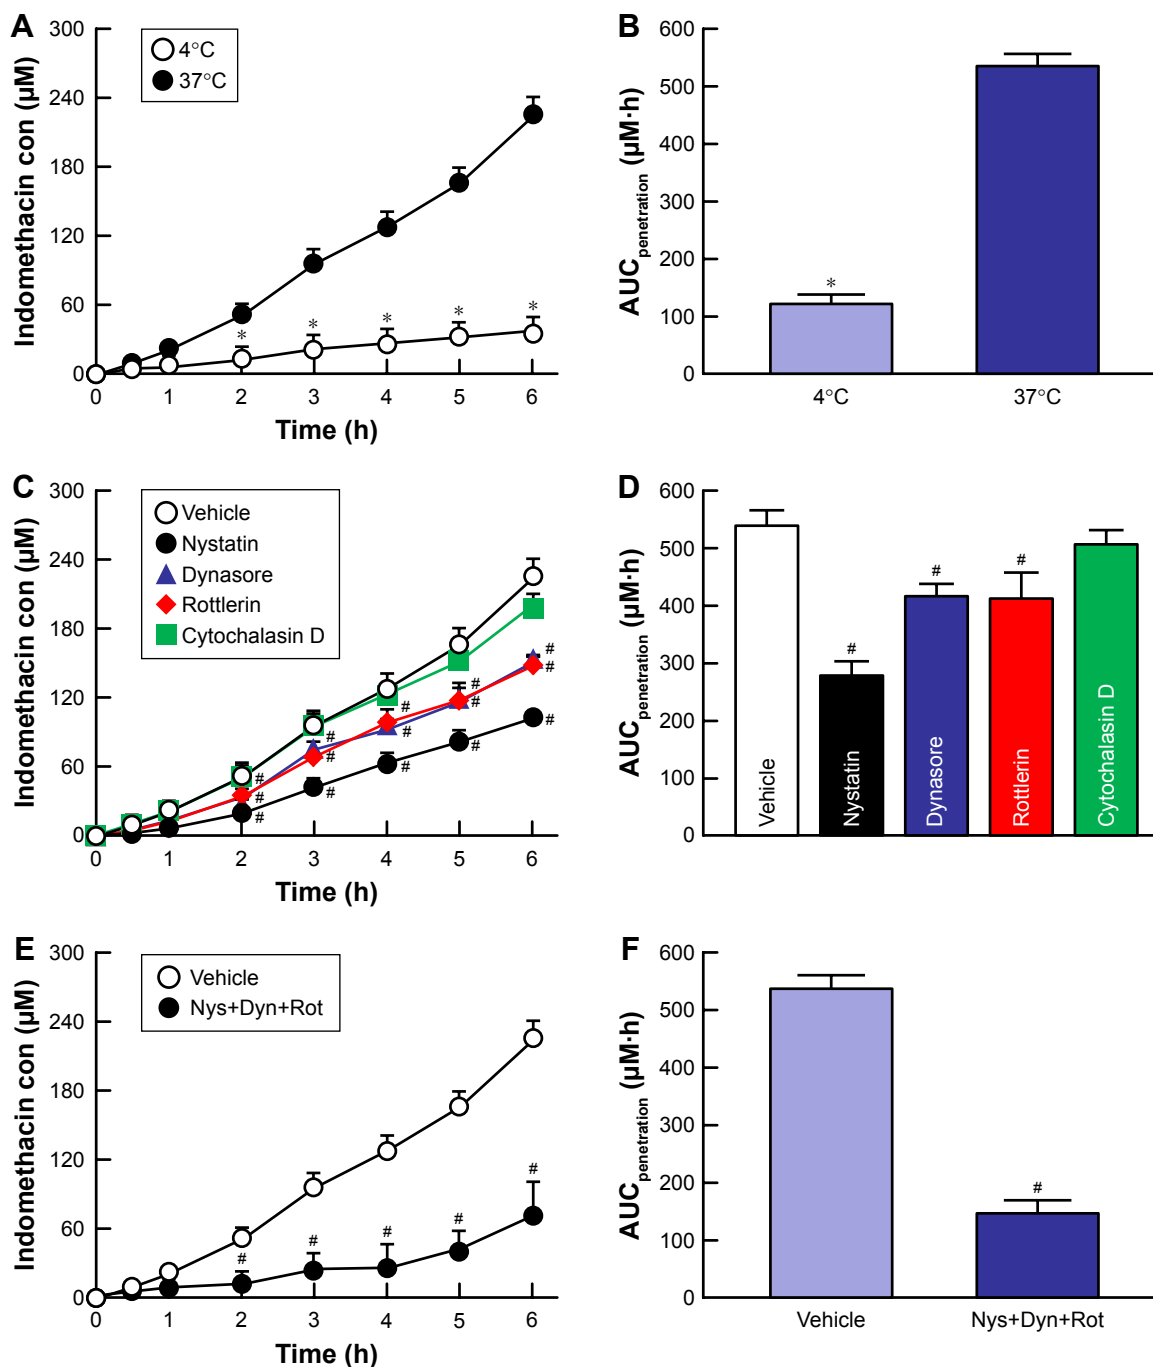 A
300
240
180
120
60
0
Indomethacin con (µM)
4°C
37°C
* * * * *
0 1 2 3 4 5 6
Time (h)
B
600
500
400
300
200
100
0
AUCpenetration (µM·h)
*
4°C 37°C
C
300
240
180
120
60
0
Indomethacin con (µM)
Vehicle
Nystatin
Dynasore
Rottlerin
Cytochalasin D
# # # # # # # # # # # # # # #
0 1 2 3 4 5 6
Time (h)
D
600
500
400
300
200
100
0
AUCpenetration (µM·h)
# # #
Vehicle
Nystatin
Dynasore
Rottlerin
Cytochalasin D
E
300
240
180
120
60
0
Indomethacin con (µM)
Vehicle
Nys+Dyn+Rot
# # # # #
0 1 2 3 4 5 6
Time (h)
F
600
500
400
300
200
100
0
AUCpenetration (µM·h)
#
Vehicle Nys+Dyn+Rot